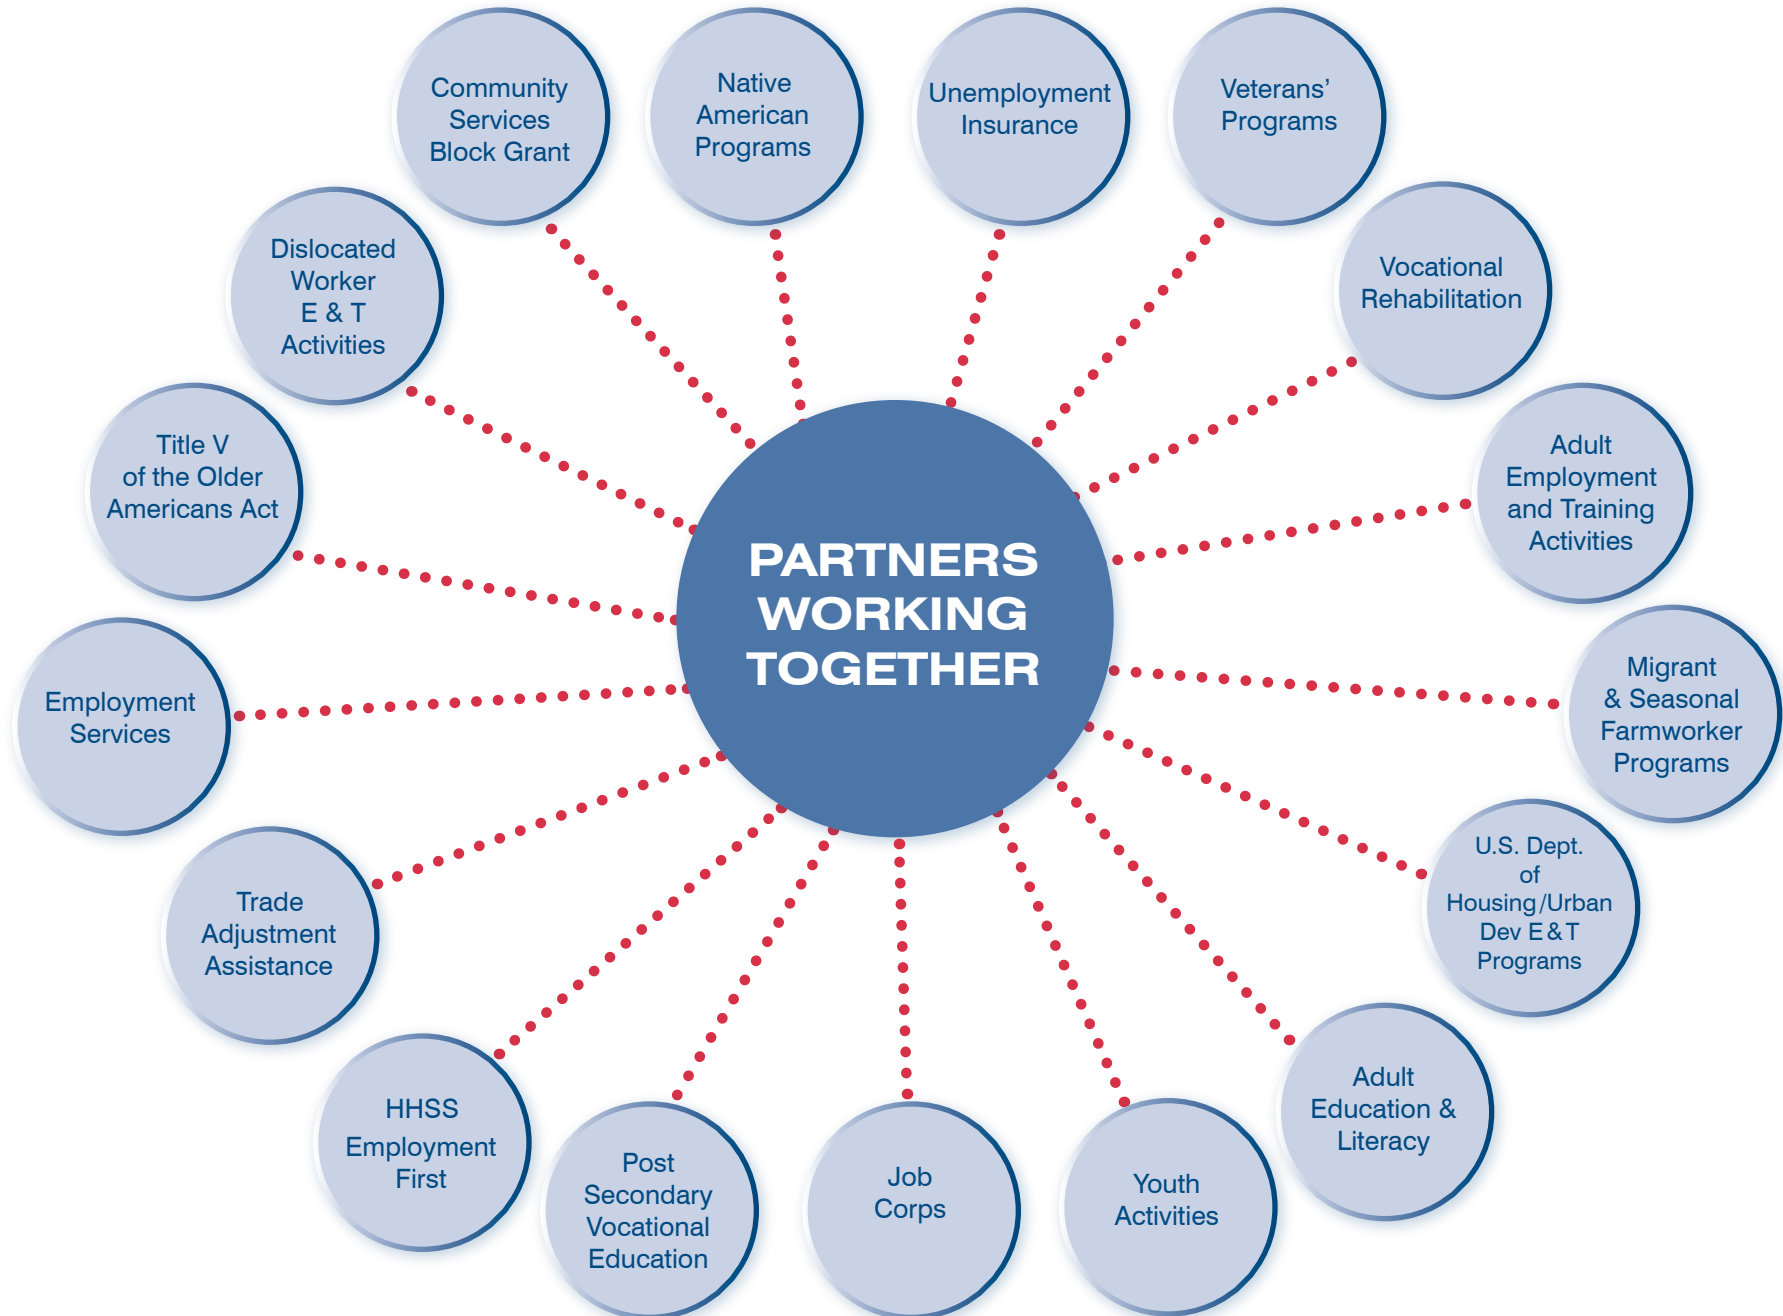 Community
Services
Block Grant
Native
American
Programs
Unemployment
Insurance
Veterans’
Programs
Dislocated
Worker
E & T
Activities
Vocational
Rehabilitation
Title V
of the Older
Americans Act
Adult
Employment
and Training
Activities
PARTNERS
WORKING
TOGETHER
Employment
Services
Migrant
& Seasonal
Farmworker
Programs
Trade
Adjustment
Assistance
U.S. Dept.
of
Housing/Urban
Dev E&T
Programs
HHSS
Employment
First
Post
Secondary
Vocational
Education
Job
Corps
Youth
Activities
Adult
Education &
Literacy